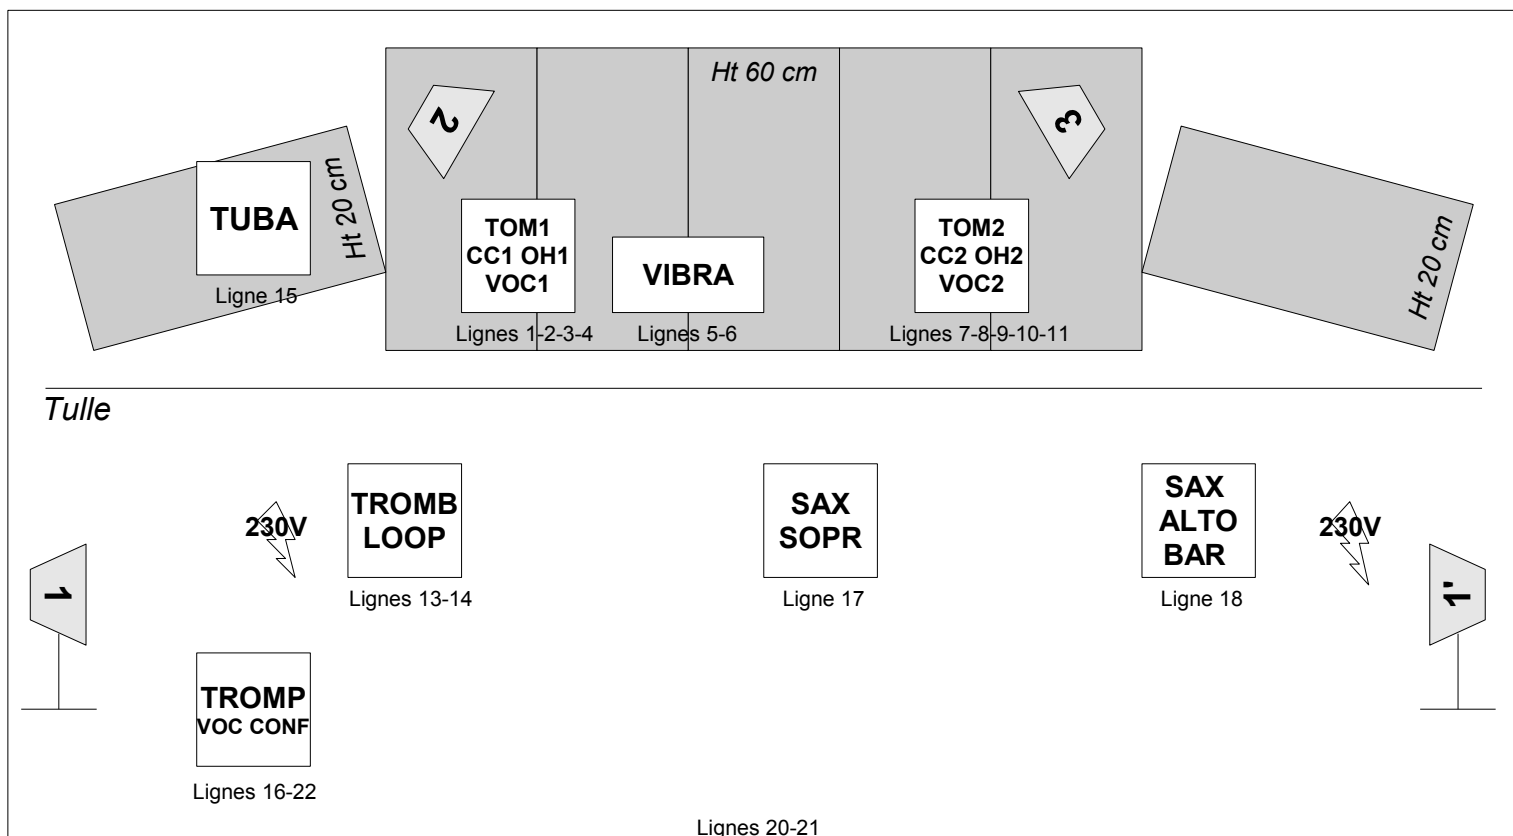 Ht 60 cm
2
3
Ht 20 cm
TUBA
Ligne 15
TOM1
CC1 OH1
VOC1
Lignes 1-2-3-4
VIBRA
Lignes 5-6
TOM2
CC2 OH2
VOC2
Lignes 7-8-9-10-11
Ht 20 cm
Tulle
230V
TROMB
LOOP
Lignes 13-14
SAX
SOPR
Ligne 17
SAX
ALTO
BAR
Ligne 18
230V
1
1'
TROMP
VOC CONF
Lignes 16-22
Lignes 20-21